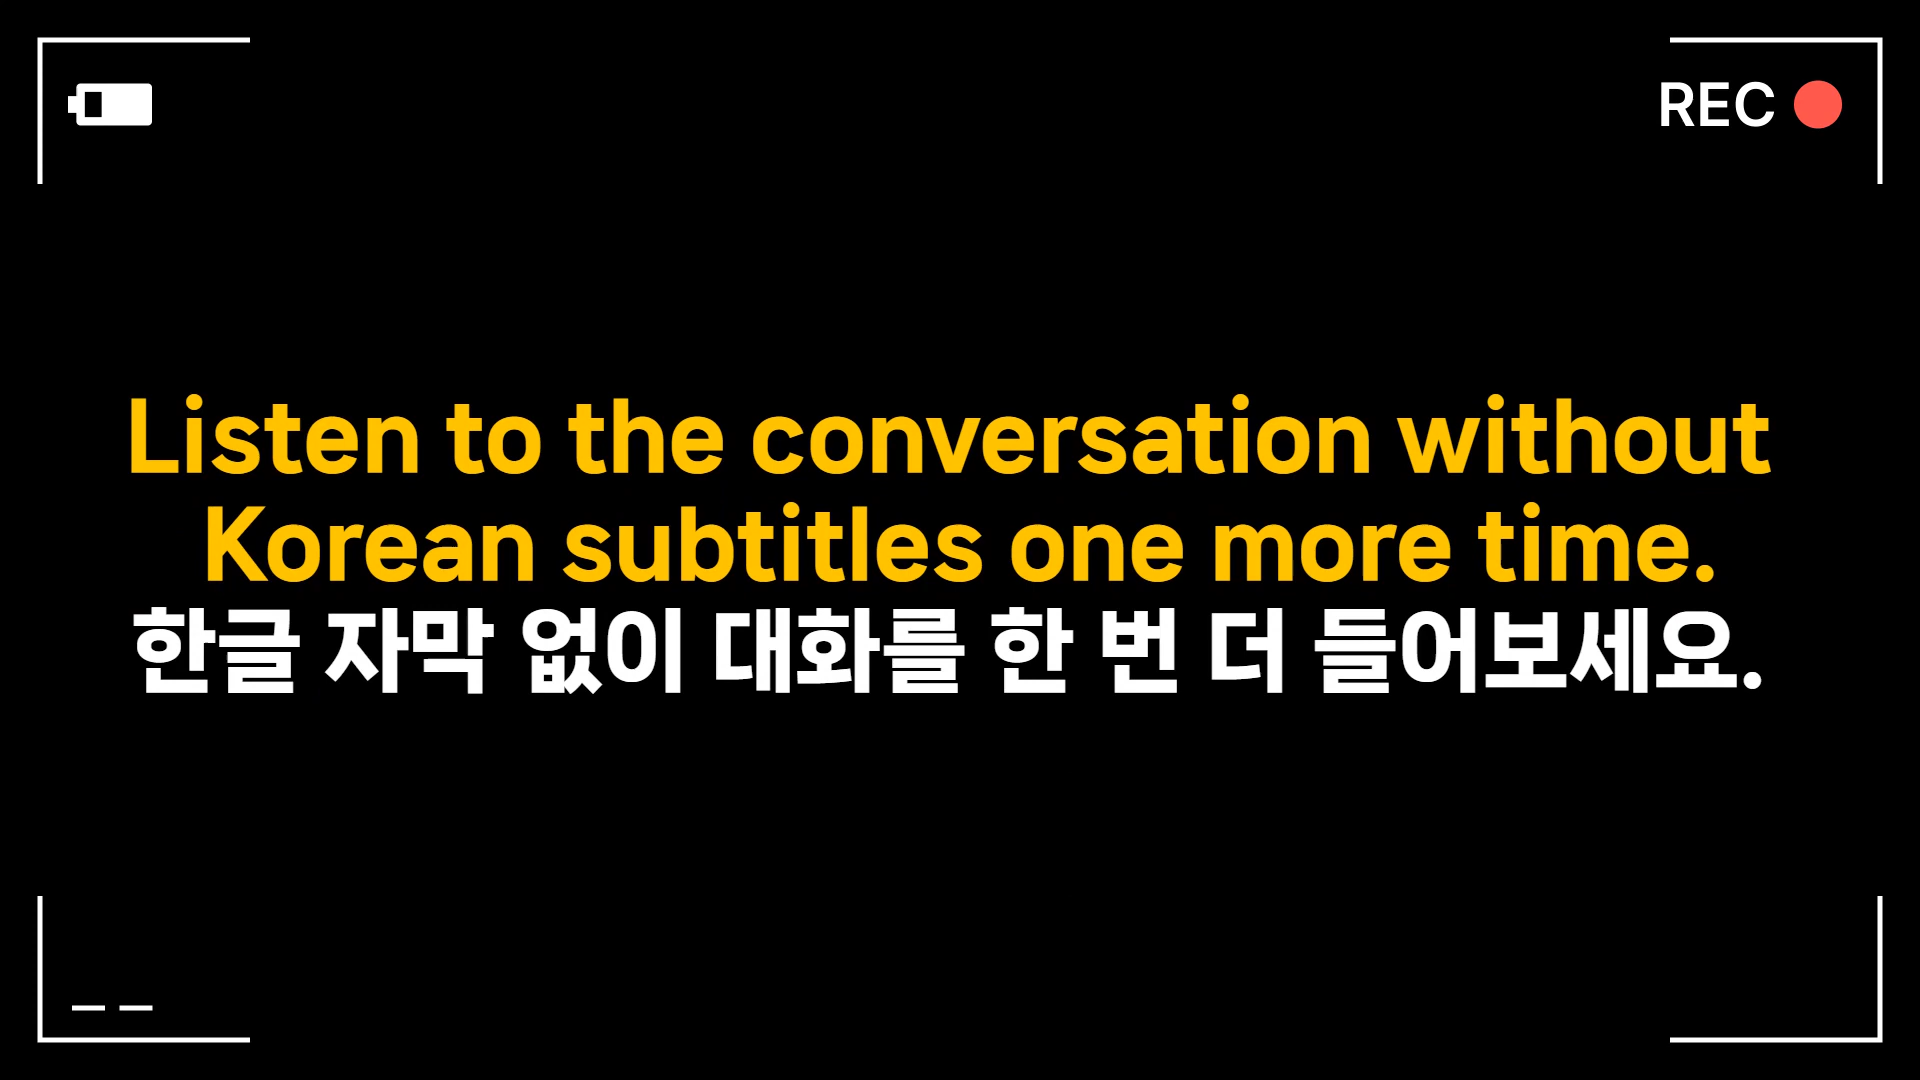 REC
Listen to the conversation without
Korean subtitles one more time.
한글 자막 없이 대화를 한 번 더 들어보세요.